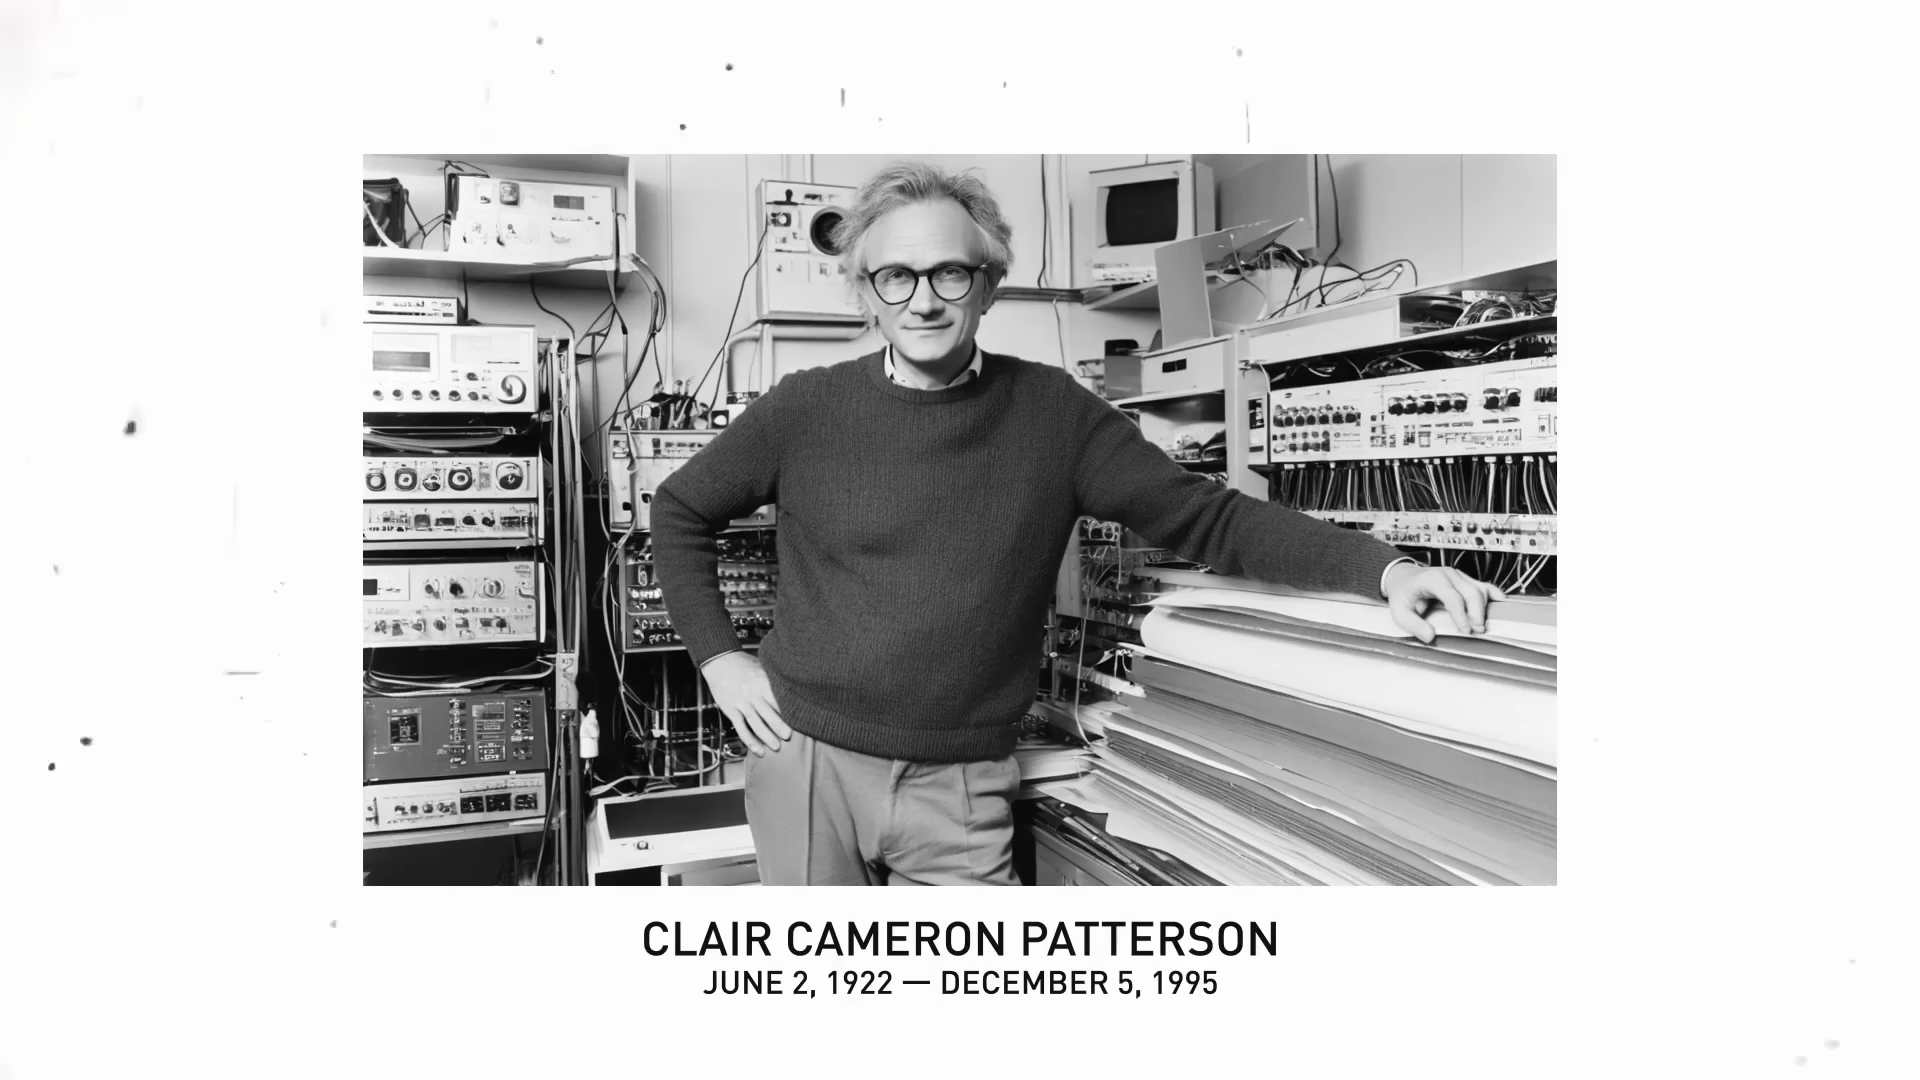 CLAIR CAMERON PATTERSON
JUNE 2, 1922 — DECEMBER 5, 1995